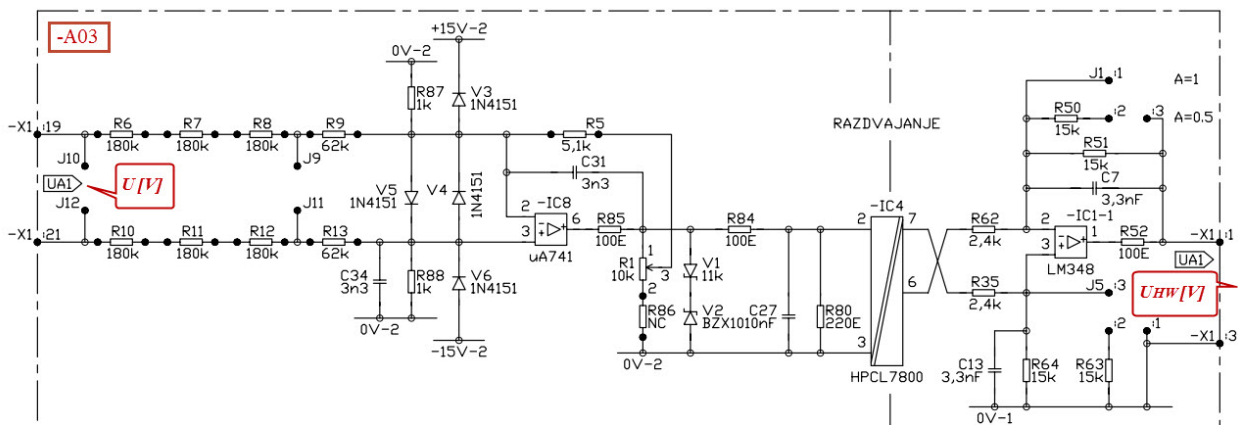 -A03
+15V-2
0V-2
R87
1k
V3
1N4151
J1
:1
A=1
-X1
:19
R6
180k
R7
180k
R8
180k
R9
62k
R5
5,1k
RAZDVAJANJE
R50
15k
:2
:3
A=0.5
J10
J9
C31
3n3
R51
15k
UA1
U [V]
V5
1N4151
V4
1N4151
C7
3,3nF
J12
J11
2
-IC8
6
3
uA741
R85
100E
R84
100E
-IC4
2
7
R62
2,4k
2
-IC1-1
1
3
LM348
R52
100E
-X1
:1
-X1
:21
R10
180k
R11
180k
R12
180k
R13
62k
C34
3n3
R88
1k
V6
1N4151
R1
10k
1
3
2
V1
11k
6
R35
2,4k
J5
:3
UA1
UHW[V]
0V-2
R86
NC
V2
BZX10
C27
10nF
R80
220E
:2
:1
-X1
:3
-15V-2
0V-2
3
HPCL7800
C13
3,3nF
R64
15k
R63
15k
0V-1